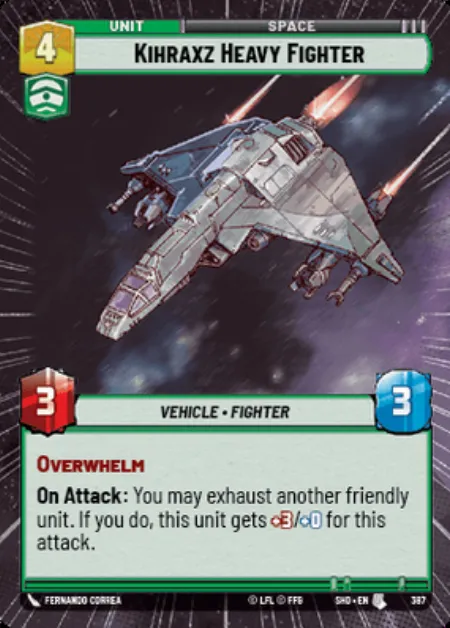 UNIT
SPACE
4
KIHRAXZ HEAVY FIGHTER
3
VEHICLE • FIGHTER
3
OVERWHELM
On Attack: You may exhaust another friendly
unit. If you do, this unit gets +3/+0 for this
attack.
FERNANDO CORREA
© LFL © FFG
SHD • EN
387